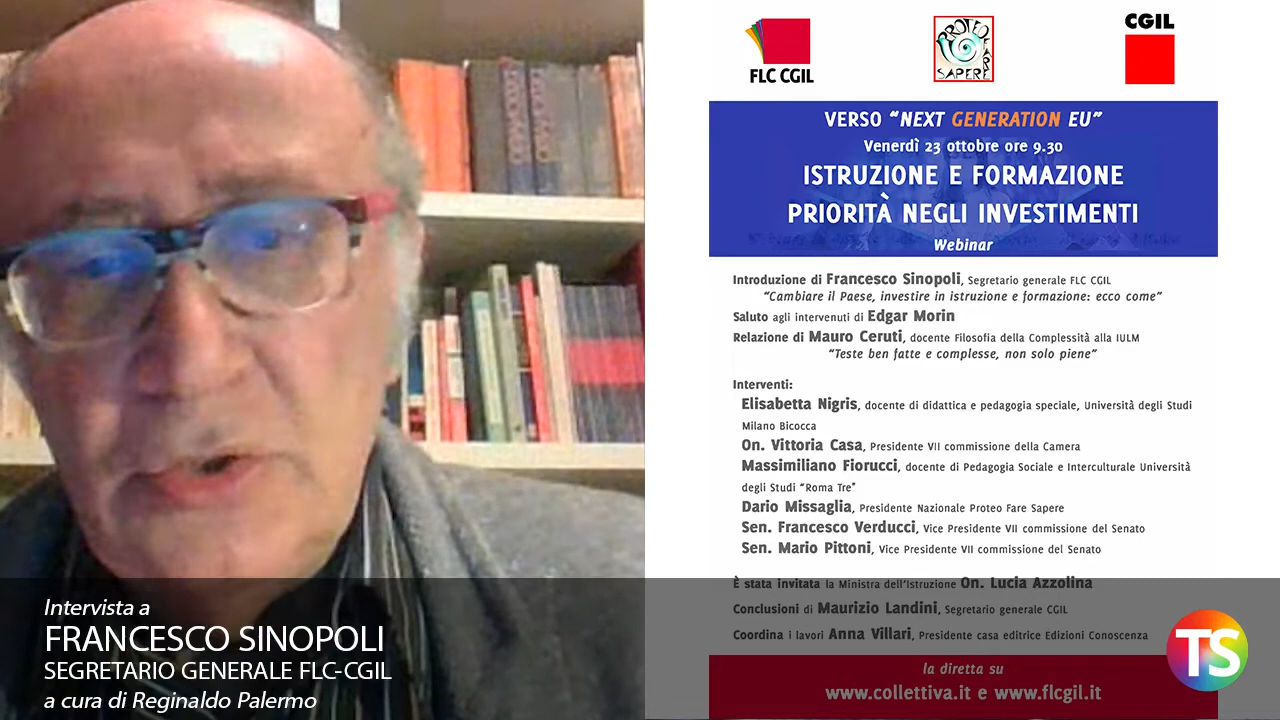 FLC CGIL
PROTEO FARE
SAPERE
CGIL
VERSO “NEXT GENERATION EU”
Venerdì 23 ottobre ore 9.30
ISTRUZIONE E FORMAZIONE
PRIORITÀ NEGLI INVESTIMENTI
Webinar
Introduzione di Francesco Sinopoli, Segretario generale FLC CGIL
“Cambiare il Paese, investire in istruzione e formazione: ecco come”
Saluto agli intervenuti di Edgar Morin
Relazione di Mauro Ceruti, docente Filosofia della Complessità alla IULM
“Teste ben fatte e complesse, non solo piene”
Interventi:
Elisabetta Nigris, docente di didattica e pedagogia speciale, Università degli Studi
Milano Bicocca
On. Vittoria Casa, Presidente VII commissione della Camera
Massimiliano Fiorucci, docente di Pedagogia Sociale e Interculturale Università
degli Studi “Roma Tre”
Dario Missaglia, Presidente Nazionale Proteo Fare Sapere
Sen. Francesco Verducci, Vice Presidente VII commissione del Senato
Sen. Mario Pittoni, Vice Presidente VII commissione del Senato
È stata invitata la Ministra dell’Istruzione On. Lucia Azzolina
Conclusioni di Maurizio Landini, Segretario generale CGIL
Coordina i lavori Anna Villari, Presidente casa editrice Edizioni Conoscenza
la diretta su
www.collettiva.it e www.flcgil.it
Intervista a
FRANCESCO SINOPOLI
SEGRETARIO GENERALE FLC-CGIL
a cura di Reginaldo Palermo
TS